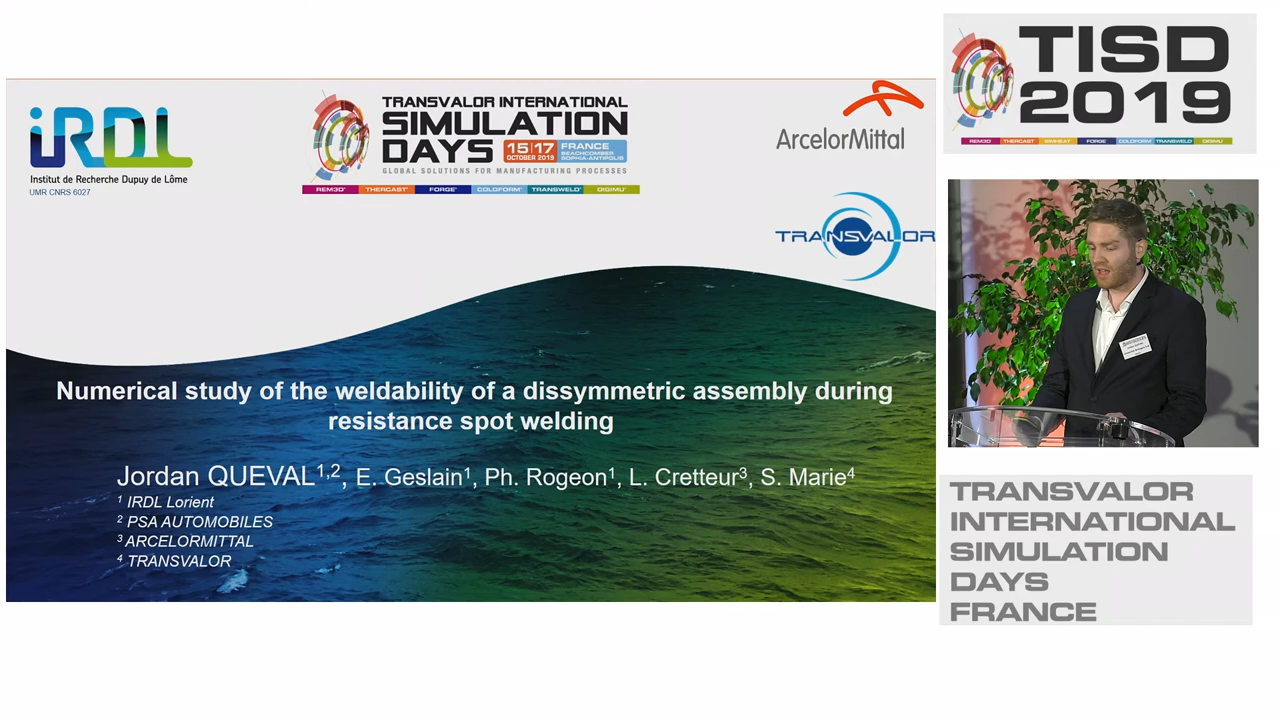 iRDL
Institut de Recherche Dupuy de Lôme
UMR CNRS 6027
TRANSVALOR INTERNATIONAL
SIMULATION
DAYS
15|17
OCTOBER 2019
FRANCE
BEACHCOMBER
SOPHIA-ANTIPOLIS
GLOBAL SOLUTIONS FOR MANUFACTURING PROCESSES
REM3D® THERCAST® FORGE® COLDFORM® TRANSWELD® DIGIMU®
ArcelorMittal
TRANSVALOR
Numerical study of the weldability of a dissymmetric assembly during
resistance spot welding
Jordan QUEVAL1,2, E. Geslain1, Ph. Rogeon1, L. Cretteur3, S. Marie4
1 IRDL Lorient
2 PSA AUTOMOBILES
3 ARCELORMITTAL
4 TRANSVALOR
TISD
2019
TRANSVALOR
INTERNATIONAL
SIMULATION
DAYS
FRANCE